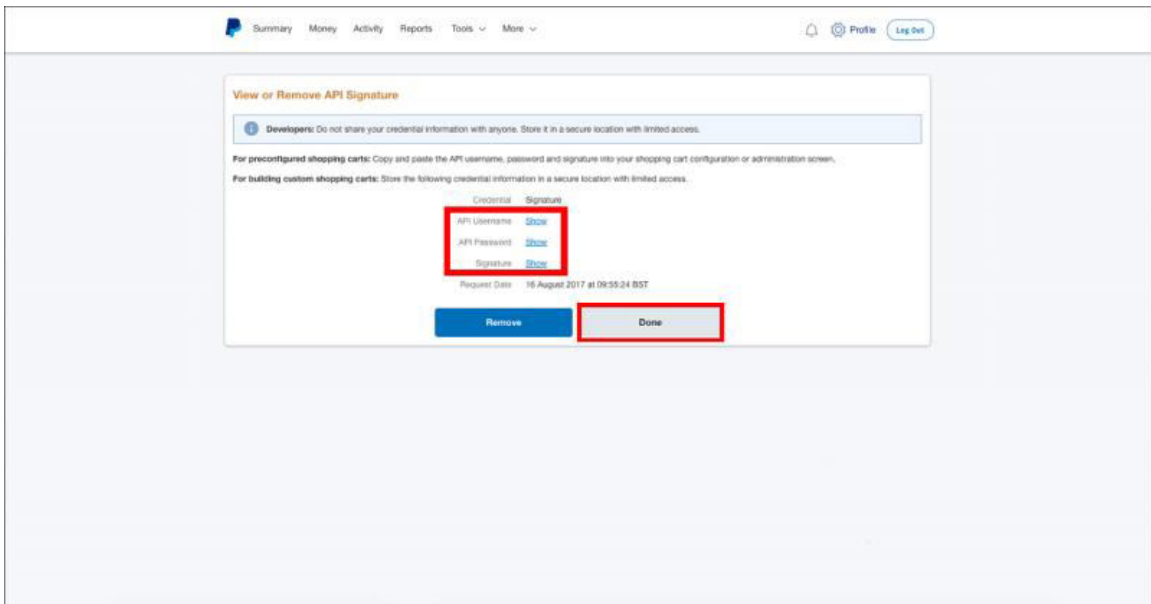 Summary Money Activity Reports Tools More Profile Log Out
View or Remove API Signature
Developers: Do not share your credential information with anyone. Store it in a secure location with limited access.
For preconfigured shopping carts: Copy and paste the API username, password and signature into your shopping cart configuration or administration screen.
For building custom shopping carts: Store the following credential information in a secure location with limited access.
Credential Signature
API Username Show
API Password Show
Signature Show
Request Date 16 August 2017 at 09:55:24 BST
Remove Done